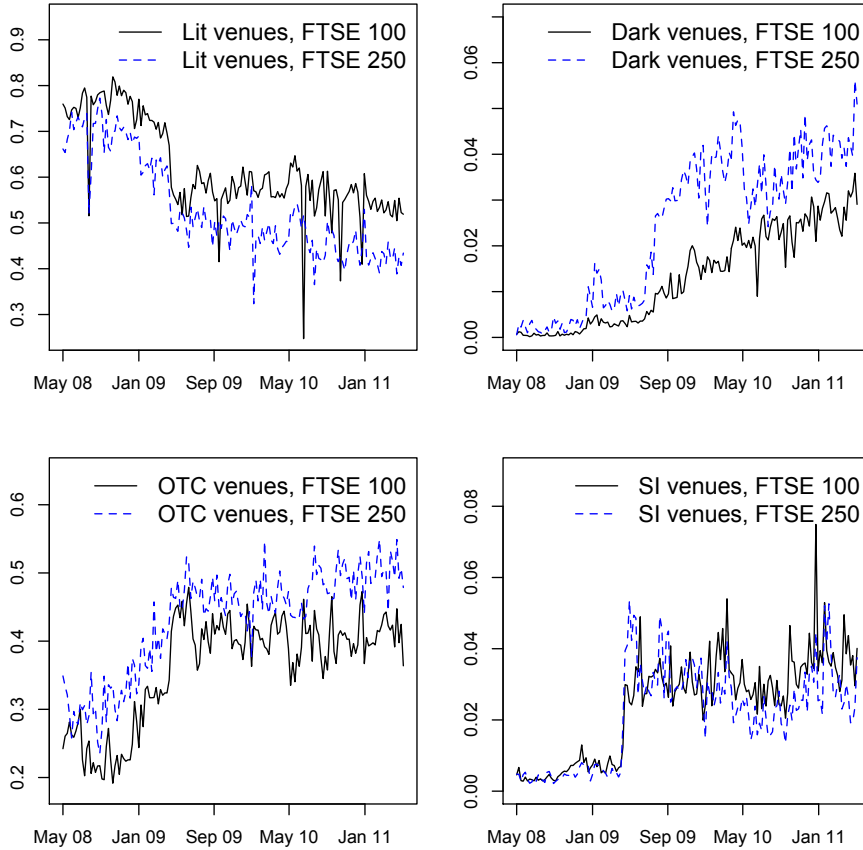 Lit venues, FTSE 100
Lit venues, FTSE 250
0.9
0.8
0.7
0.6
0.5
0.4
0.3
May 08 Jan 09 Sep 09 May 10 Jan 11
Dark venues, FTSE 100
Dark venues, FTSE 250
0.06
0.04
0.02
0.00
May 08 Jan 09 Sep 09 May 10 Jan 11
OTC venues, FTSE 100
OTC venues, FTSE 250
0.6
0.5
0.4
0.3
0.2
May 08 Jan 09 Sep 09 May 10 Jan 11
SI venues, FTSE 100
SI venues, FTSE 250
0.08
0.06
0.04
0.02
0.00
May 08 Jan 09 Sep 09 May 10 Jan 11